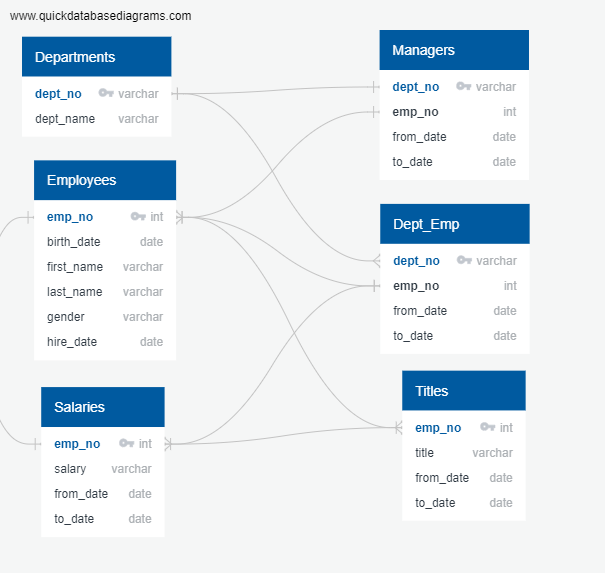 www.quickdatabasediagrams.com
Departments
dept_no varchar
dept_name varchar
Employees
emp_no int
birth_date date
first_name varchar
last_name varchar
gender varchar
hire_date date
Salaries
emp_no int
salary varchar
from_date date
to_date date
Managers
dept_no varchar
emp_no int
from_date date
to_date date
Dept_Emp
dept_no varchar
emp_no int
from_date date
to_date date
Titles
emp_no int
title varchar
from_date date
to_date date